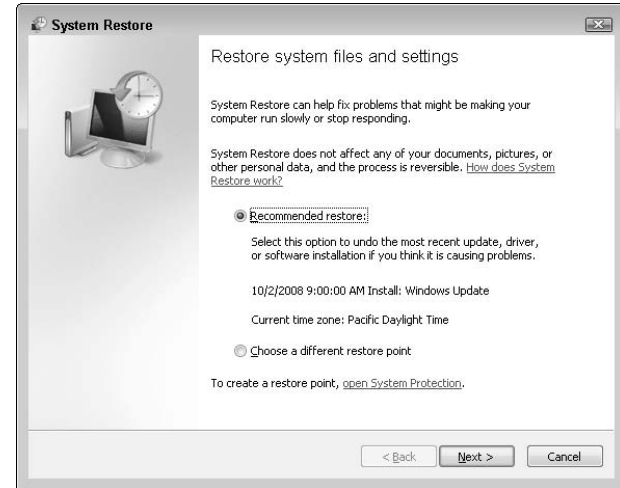 System Restore
Restore system files and settings
System Restore can help fix problems that might be making your
computer run slowly or stop responding.
System Restore does not affect any of your documents, pictures, or
other personal data, and the process is reversible. How does System
Restore work?
Recommended restore:
Select this option to undo the most recent update, driver,
or software installation if you think it is causing problems.
10/2/2008 9:00:00 AM Install: Windows Update
Current time zone: Pacific Daylight Time
Choose a different restore point
To create a restore point, open System Protection.
< Back Next > Cancel